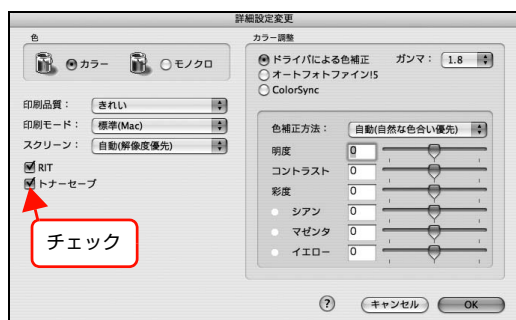 詳細設定変更
色
カラー
モノクロ
印刷品質：
きれい
印刷モード：
標準(Mac)
スクリーン：
自動(解像度優先)
RIT
トナーセーブ
チェック
カラー調整
ドライバによる色補正
ガンマ：
1.8
オートフォトファイン!5
ColorSync
色補正方法：
自動(自然な色合い優先)
明度
0
コントラスト
0
彩度
0
シアン
0
マゼンタ
0
イエロー
0
?
キャンセル
OK